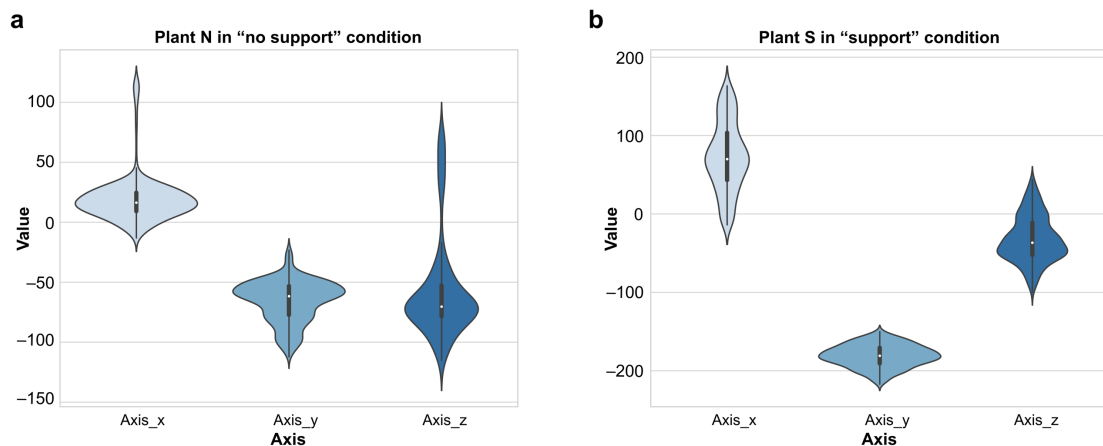 a
Plant N in “no support” condition
Value
100
50
0
–50
–100
–150
Axis_x Axis_y Axis_z
Axis
b
Plant S in “support” condition
Value
200
100
0
–100
–200
Axis_x Axis_y Axis_z
Axis